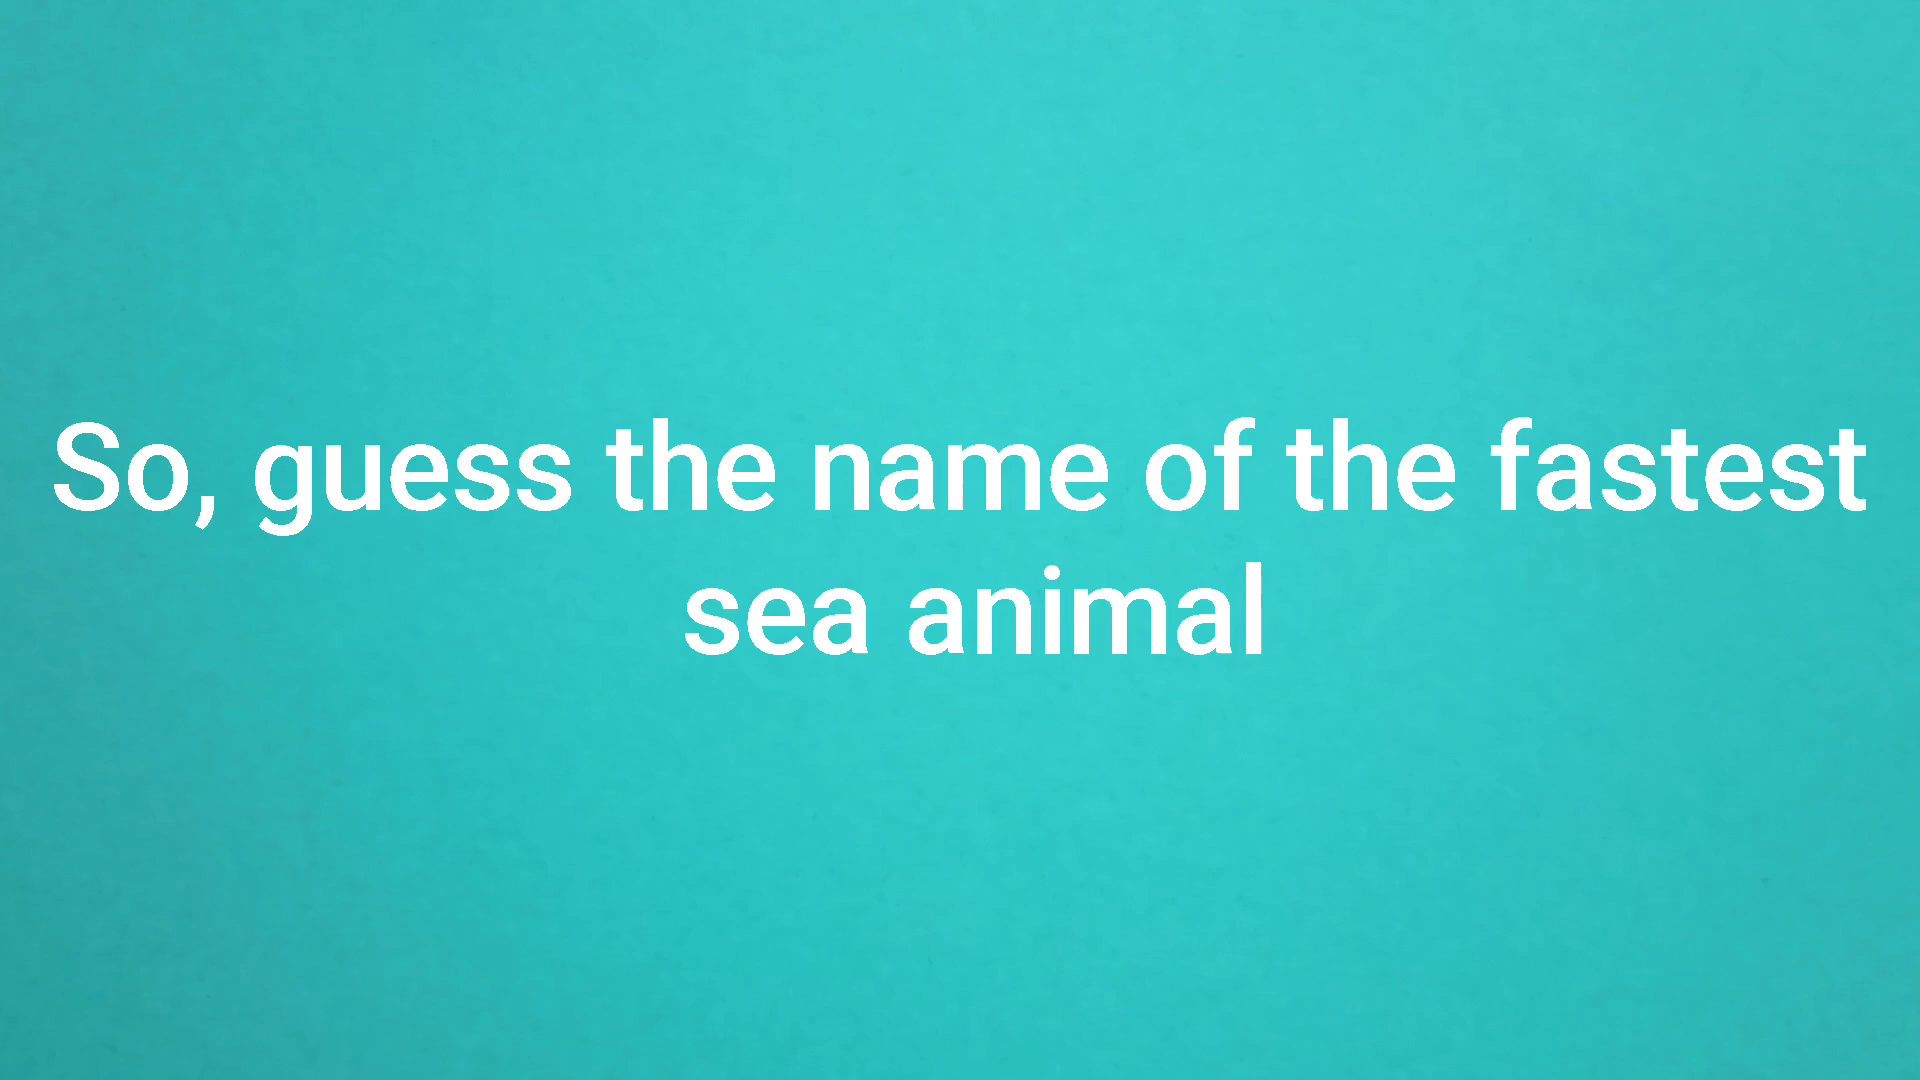 So, guess the name of the fastest
sea animal